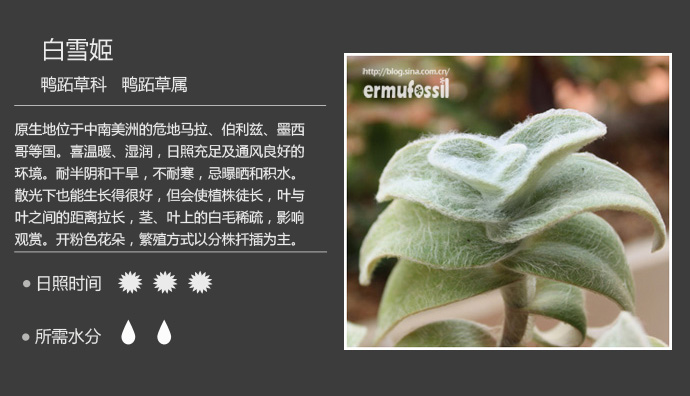 白雪姬
鸭跖草科 鸭跖草属
原生地位于中南美洲的危地马拉、伯利兹、墨西
哥等国。喜温暖、湿润，日照充足及通风良好的
环境。耐半阴和干旱，不耐寒，忌曝晒和积水。
散光下也能生长得很好，但会使植株徒长，叶与
叶之间的距离拉长，茎、叶上的白毛稀疏，影响
观赏。开粉色花朵，繁殖方式以分株扦插为主。
日照时间
所需水分
http://blog.sina.com.cn/
ermufossil